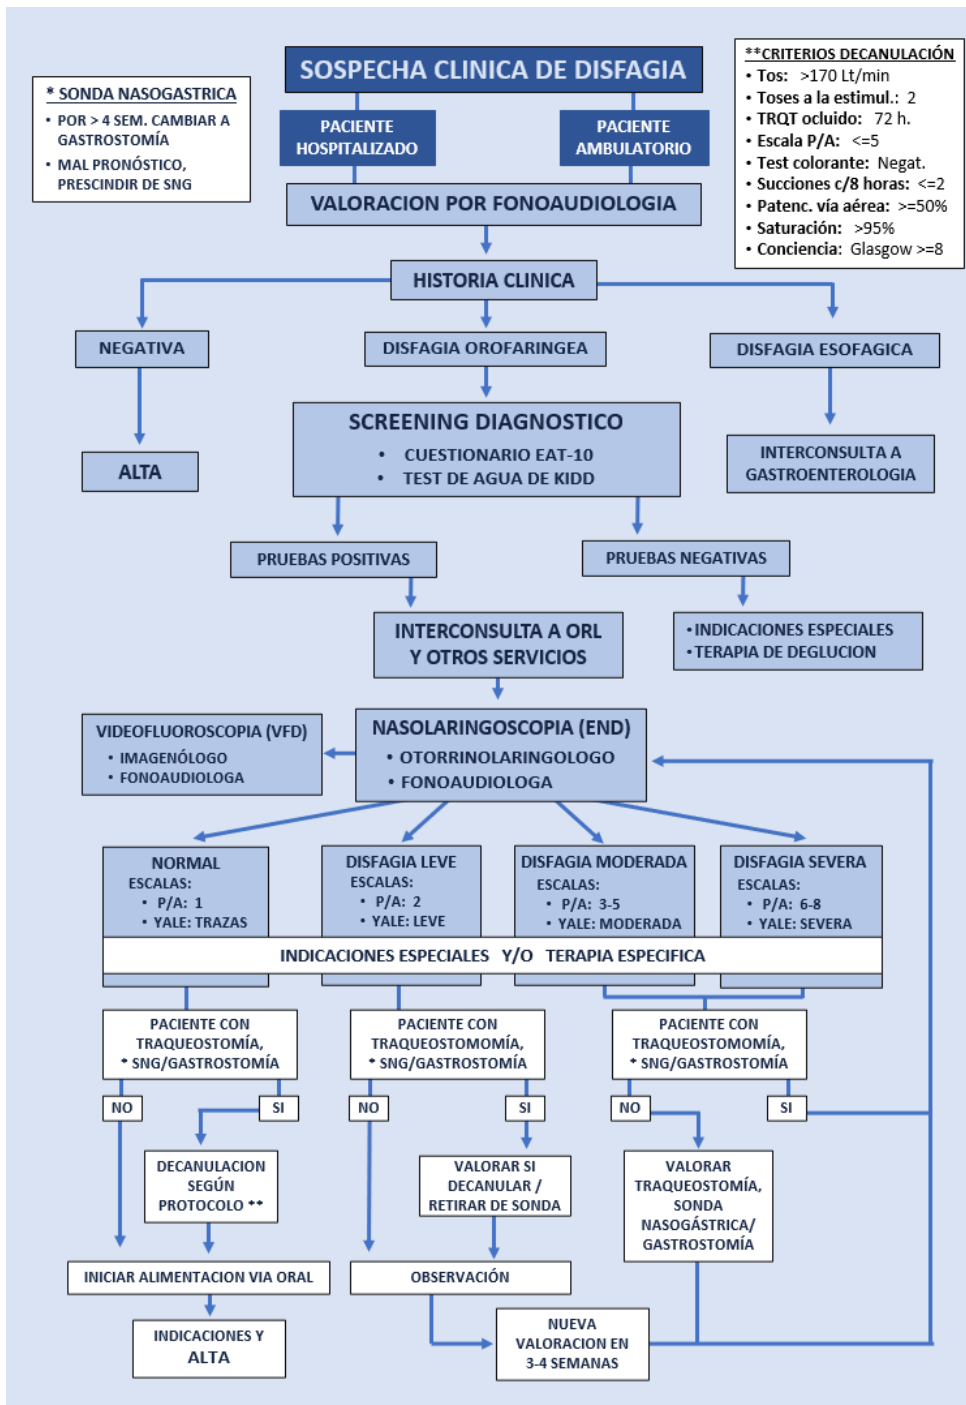 SOSPECHA CLINICA DE DISFAGIA
* SONDA NASOGASTRICA
• POR > 4 SEM. CAMBIAR A
GASTROSTOMÍA
• MAL PRONÓSTICO,
PRESCINDIR DE SNG
**CRITERIOS DECANULACIÓN
• Tos: >170 Lt/min
• Toses a la estimul.: 2
• TRQT ocluido: 72 h.
• Escala P/A: <=5
• Test colorante: Negat.
• Succiones c/8 horas: <=2
• Patenc. vía aérea: >=50%
• Saturación: >95%
• Conciencia: Glasgow >=8
PACIENTE
HOSPITALIZADO
PACIENTE
AMBULATORIO
VALORACION POR FONOAUDIOLOGIA
HISTORIA CLINICA
NEGATIVA
DISFAGIA OROFARINGEA
DISFAGIA ESOFAGICA
ALTA
SCREENING DIAGNOSTICO
• CUESTIONARIO EAT-10
• TEST DE AGUA DE KIDD
INTERCONSULTA A
GASTROENTEROLOGIA
PRUEBAS POSITIVAS
PRUEBAS NEGATIVAS
INTERCONSULTA A ORL
Y OTROS SERVICIOS
• INDICACIONES ESPECIALES
• TERAPIA DE DEGLUCION
VIDEOFLUOROSCOPIA (VFD)
• IMAGENÓLOGO
• FONOAUDIOLOGA
NASOLARINGOSCOPIA (END)
• OTORRINOLARINGOLOGO
• FONOAUDIOLOGA
NORMAL
ESCALAS:
• P/A: 1
• YALE: TRAZAS
DISFAGIA LEVE
ESCALAS:
• P/A: 2
• YALE: LEVE
DISFAGIA MODERADA
ESCALAS:
• P/A: 3-5
• YALE: MODERADA
DISFAGIA SEVERA
ESCALAS:
• P/A: 6-8
• YALE: SEVERA
INDICACIONES ESPECIALES Y/O TERAPIA ESPECIFICA
PACIENTE CON
TRAQUEOSTOMÍA,
* SNG/GASTROSTOMÍA
PACIENTE CON
TRAQUEOSTOMOMÍA,
* SNG/GASTROSTOMÍA
PACIENTE CON
TRAQUEOSTOMOMÍA,
* SNG/GASTROSTOMÍA
NO
SI
NO
SI
NO
SI
DECANULACION
SEGÚN
PROTOCOLO **
VALORAR SI
DECANULAR /
RETIRAR DE SONDA
VALORAR
TRAQUEOSTOMÍA,
SONDA
NASOGÁSTRICA/
GASTROSTOMÍA
INICIAR ALIMENTACION VIA ORAL
OBSERVACIÓN
INDICACIONES Y
ALTA
NUEVA
VALORACION EN
3-4 SEMANAS